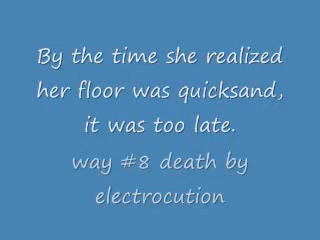 By the time she realized
her floor was quicksand,
it was too late.
way #8 death by
electrocution